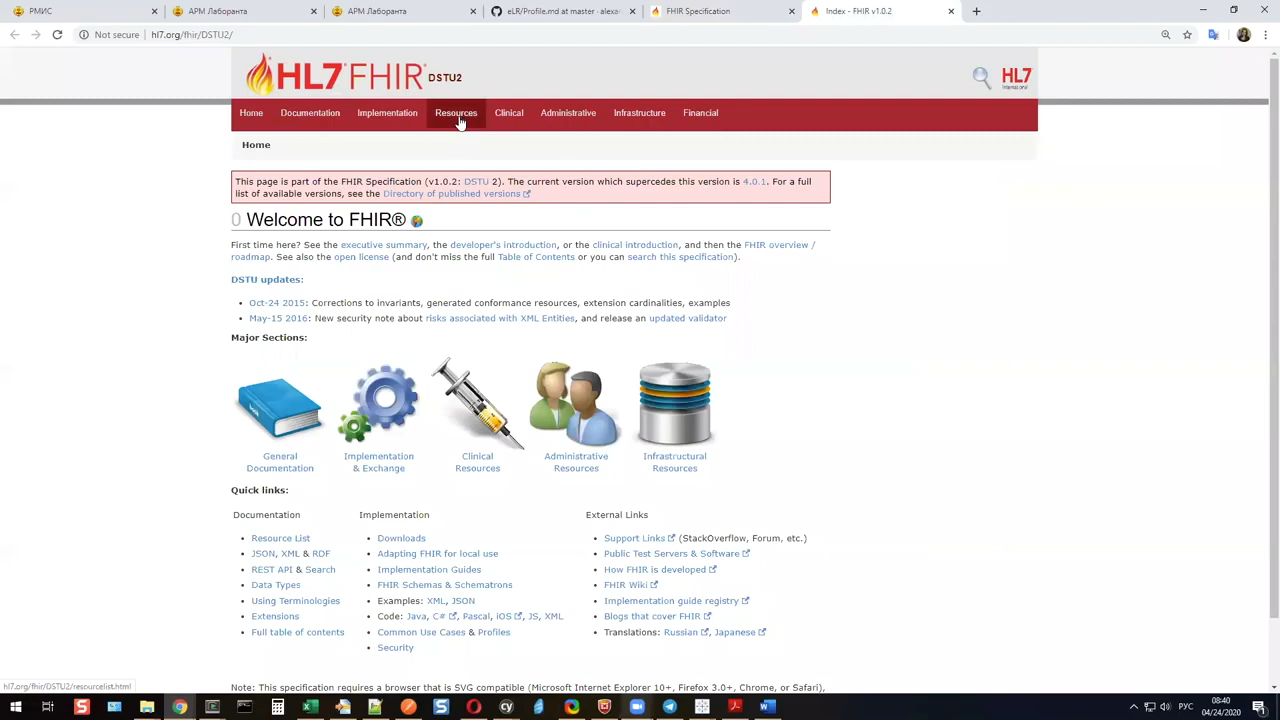 РМИС
АРМ Лаборанта
АРМ Лаборанта
eLR/Profile.md at master · alexa
FHIR Specification
Index - FHIR v1.0.2
Not secure | hl7.org/fhir/DSTU2/
HL7 FHIR DSTU2
HL7
International
Home Documentation Implementation Resources Clinical Administrative Infrastructure Financial
Home
This page is part of the FHIR Specification (v1.0.2: DSTU 2). The current version which supercedes this version is 4.0.1. For a full
list of available versions, see the Directory of published versions
0 Welcome to FHIR®
First time here? See the executive summary, the developer's introduction, or the clinical introduction, and then the FHIR overview /
roadmap. See also the open license (and don't miss the full Table of Contents or you can search this specification).
DSTU updates:
• Oct-24 2015: Corrections to invariants, generated conformance resources, extension cardinalities, examples
• May-15 2016: New security note about risks associated with XML Entities, and release an updated validator
Major Sections:
General
Documentation
Implementation
& Exchange
Clinical
Resources
Administrative
Resources
Infrastructural
Resources
Quick links:
Documentation
• Resource List
• JSON, XML & RDF
• REST API & Search
• Data Types
• Using Terminologies
• Extensions
• Full table of contents
Implementation
• Downloads
• Adapting FHIR for local use
• Implementation Guides
• FHIR Schemas & Schematrons
• Examples: XML, JSON
• Code: Java, C#, Pascal, iOS, JS, XML
• Common Use Cases & Profiles
• Security
External Links
• Support Links (StackOverflow, Forum, etc.)
• Public Test Servers & Software
• How FHIR is developed
• FHIR Wiki
• Implementation guide registry
• Blogs that cover FHIR
• Translations: Russian, Japanese
hl7.org/fhir/DSTU2/resourcelist.html
Note: This specification requires a browser that is SVG compatible (Microsoft Internet Explorer 10+, Firefox 3.0+, Chrome, or Safari),
РУС
08:40
04/24/2020